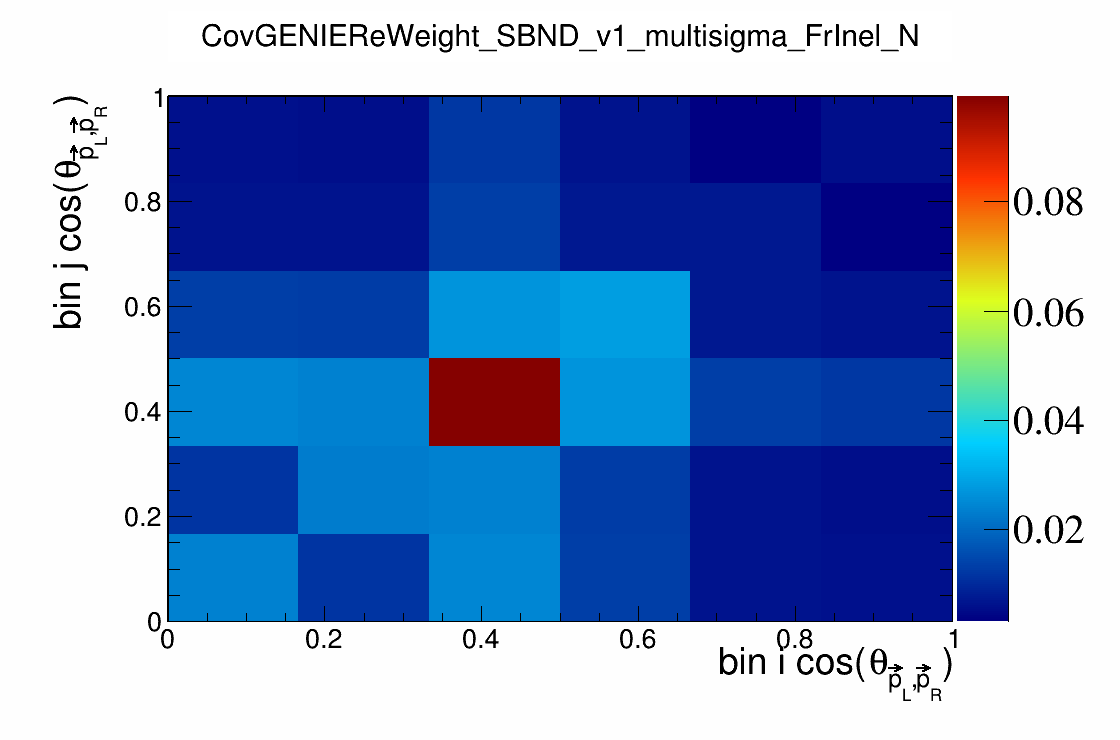 CovGENIEReWeight_SBND_v1_multisigma_FrInel_N
bin j cos(θp⃗L,p⃗R)
1
0.8
0.6
0.4
0.2
0
0 0.2 0.4 0.6 0.8 1
bin i cos(θp⃗L,p⃗R)
0.08
0.06
0.04
0.02